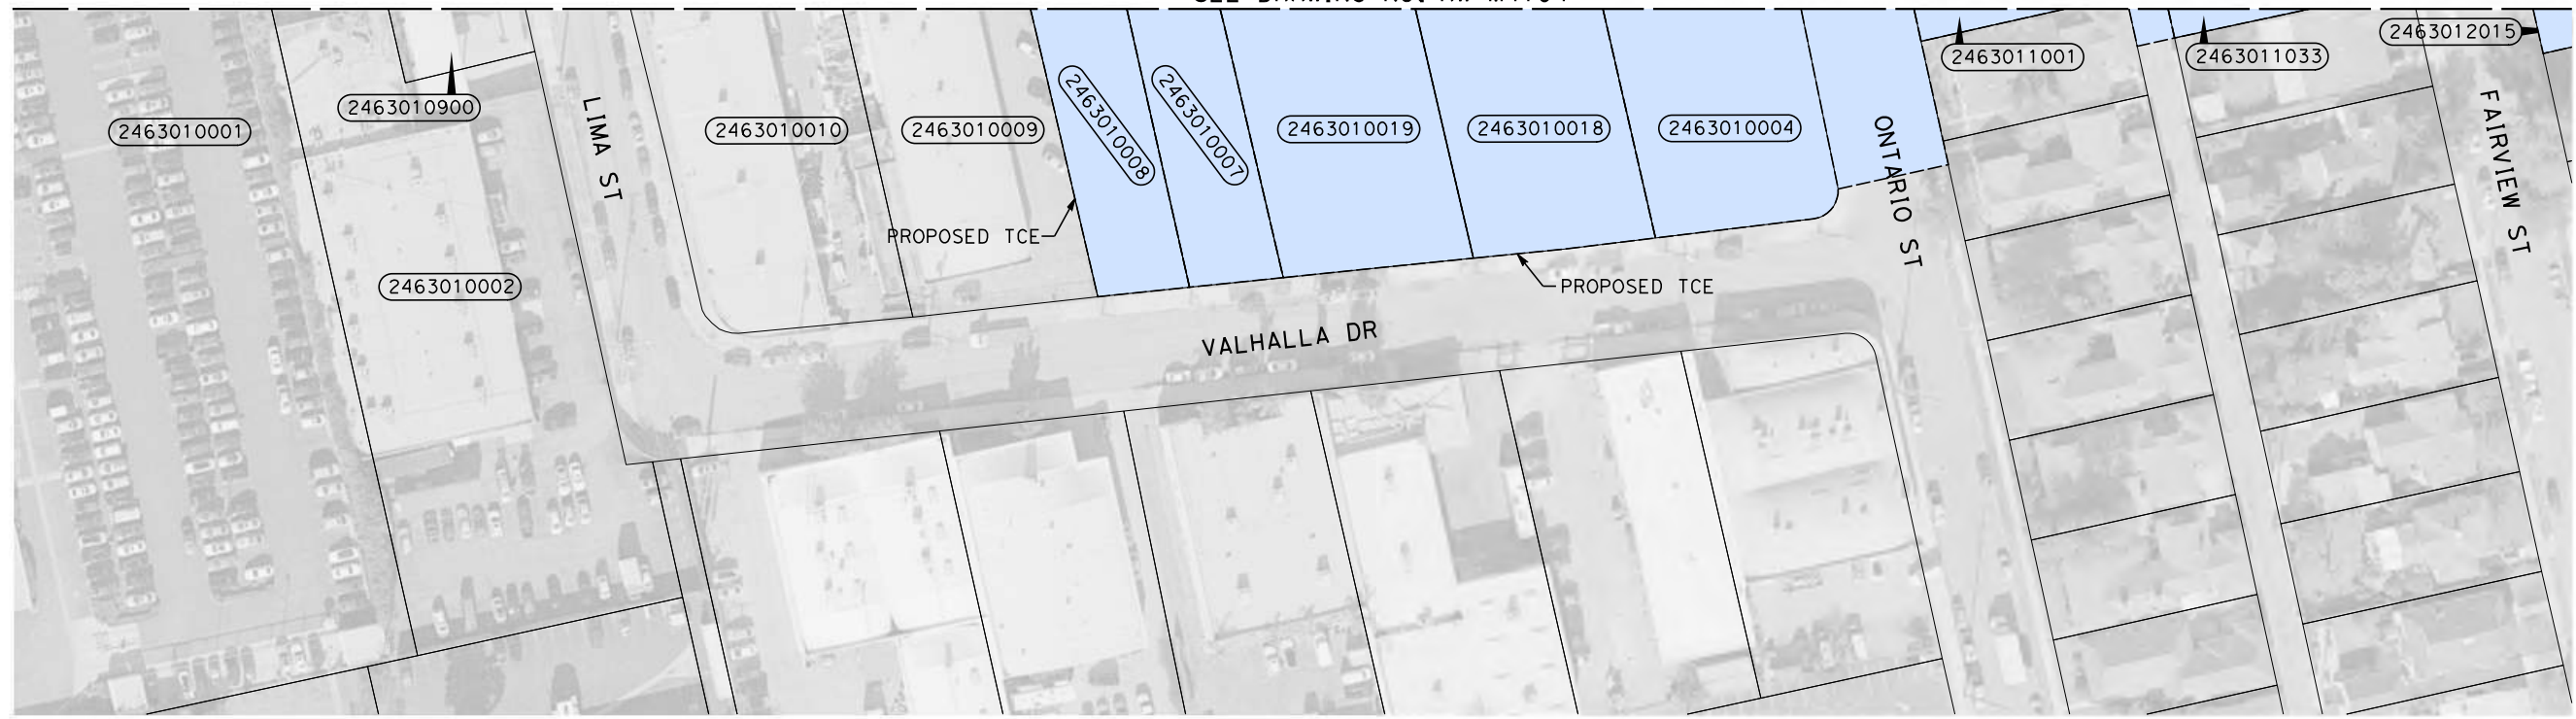 2463012015
2463011001
2463011033
2463010900
2463010001
LIMA ST
2463010010
2463010009
2463010008
2463010007
2463010019
2463010018
2463010004
ONTARIO ST
FAIRVIEW ST
PROPOSED TCE
2463010002
PROPOSED TCE
VALHALLA DR